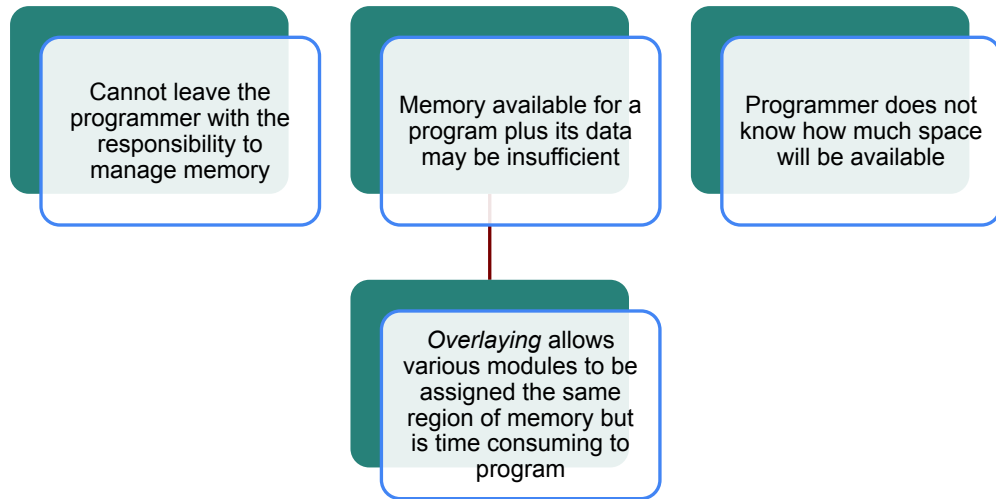 Cannot leave the
programmer with the
responsibility to
manage memory
Memory available for a
program plus its data
may be insufficient
Programmer does not
know how much space
will be available
Overlaying allows
various modules to be
assigned the same
region of memory but
is time consuming to
program